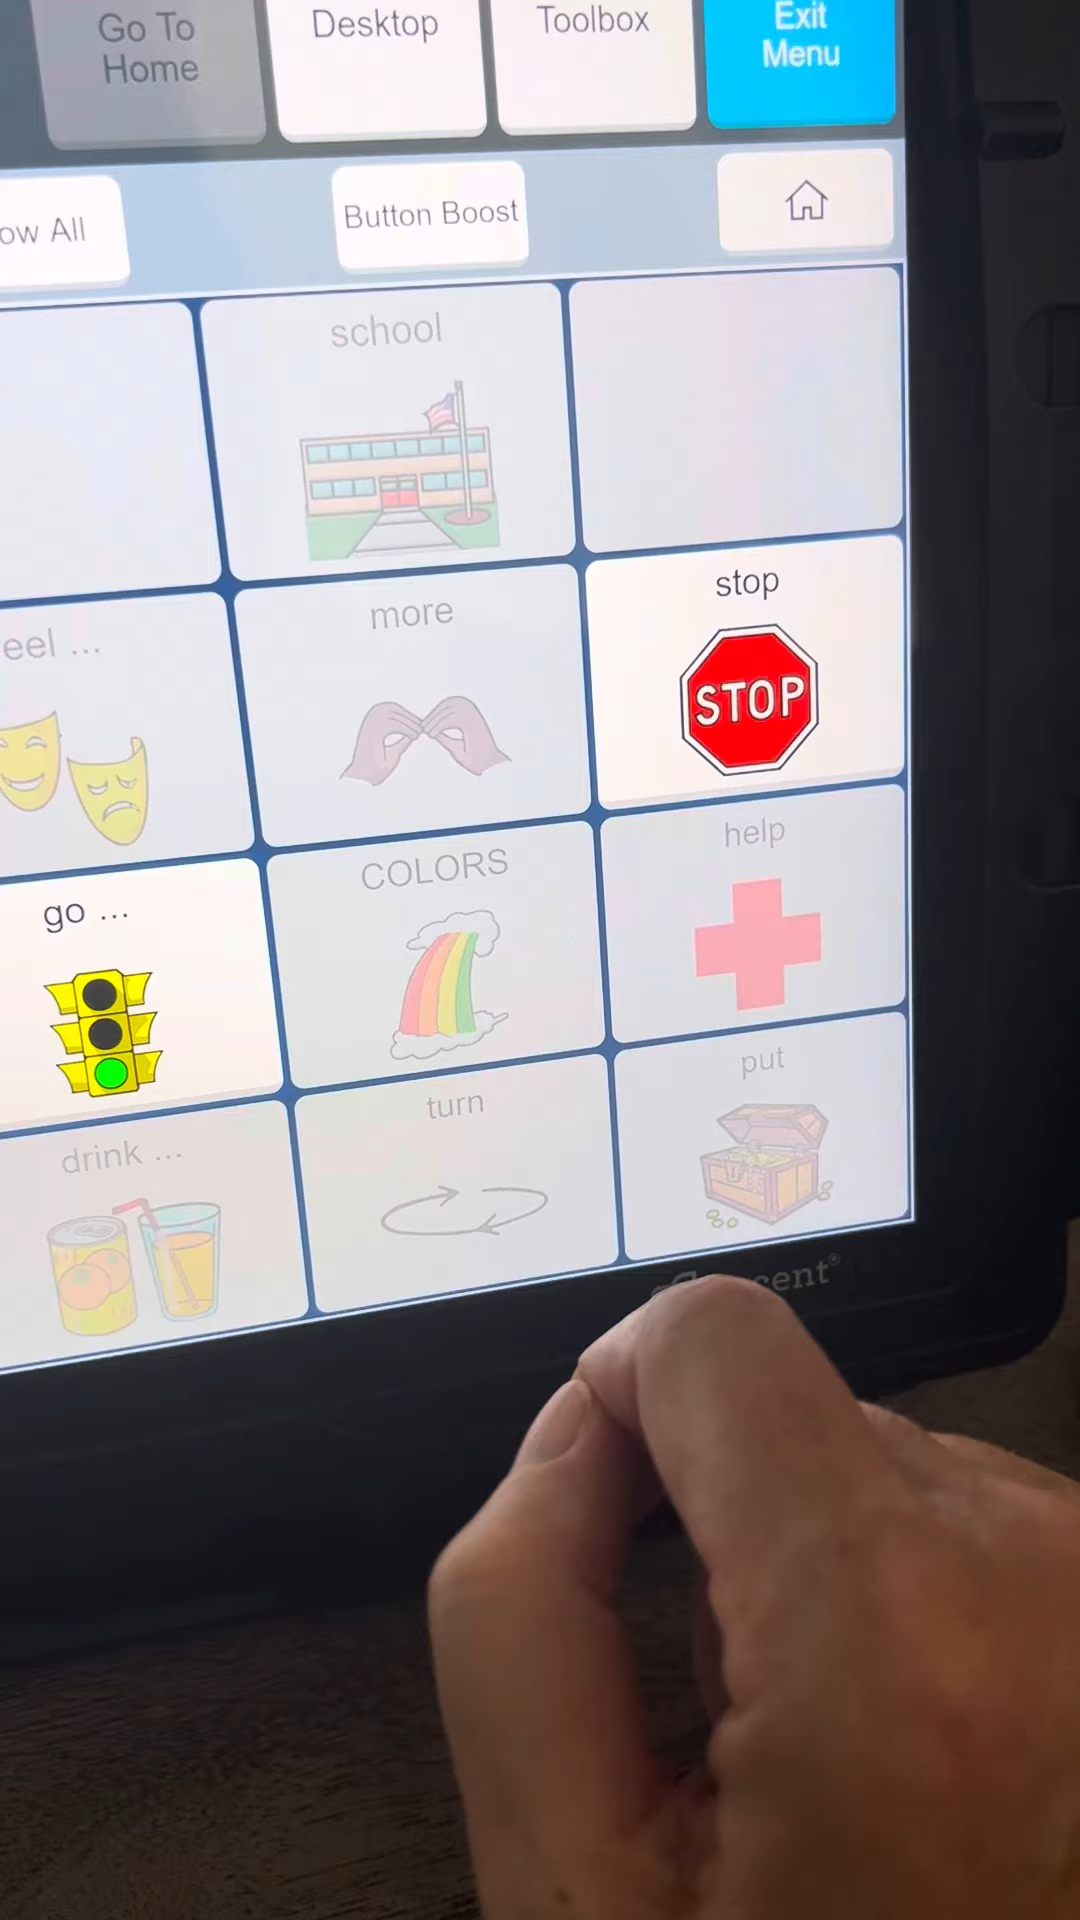 Go To
Home
Desktop
Toolbox
Exit
Menu
ow All
Button Boost
school
eel ...
more
stop
STOP
go ...
COLORS
help
drink ...
turn
put
cent®